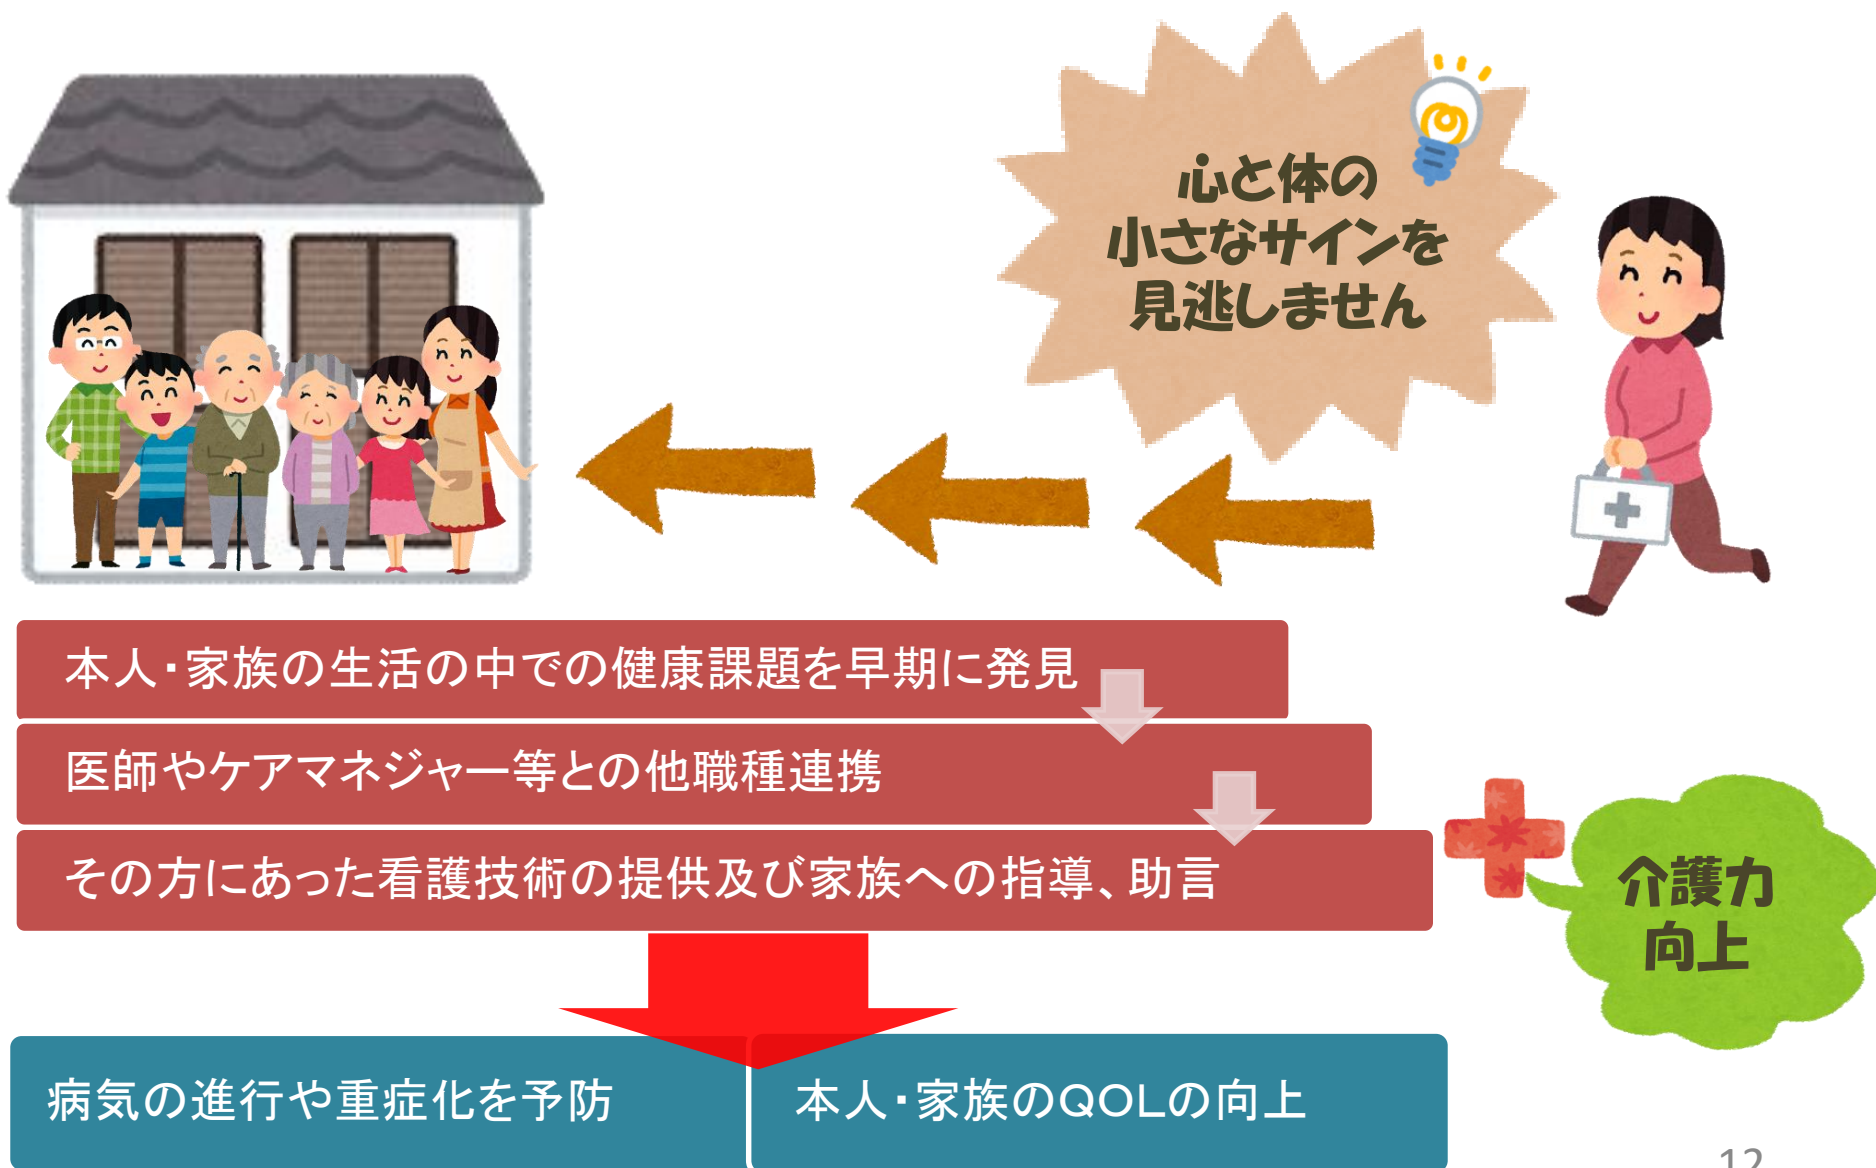 心と体の
小さなサインを
見逃しません
本人・家族の生活の中での健康課題を早期に発見
医師やケアマネジャー等との他職種連携
その方にあった看護技術の提供及び家族への指導、助言
介護力
向上
病気の進行や重症化を予防
本人・家族のQOLの向上
12